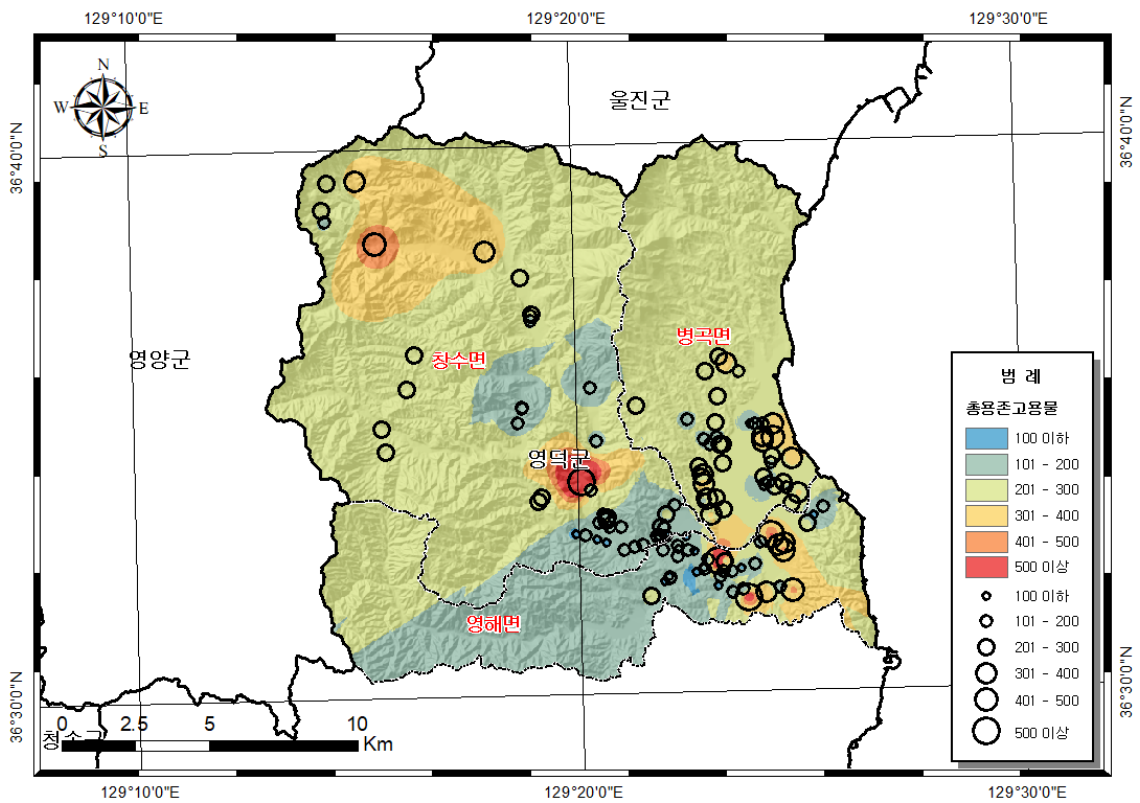 129°10'0"E
129°20'0"E
129°30'0"E
N
W
E
S
울진군
36°40'0"N
36°40'0"N
영양군
창수면
병곡면
영덕군
영해면
범 례
총용존고용물
100 이하
101 - 200
201 - 300
301 - 400
401 - 500
500 이상
100 이하
101 - 200
201 - 300
301 - 400
401 - 500
500 이상
36°30'0"N
36°30'0"N
0 2.5 5 10
Km
청송군
129°10'0"E
129°20'0"E
129°30'0"E